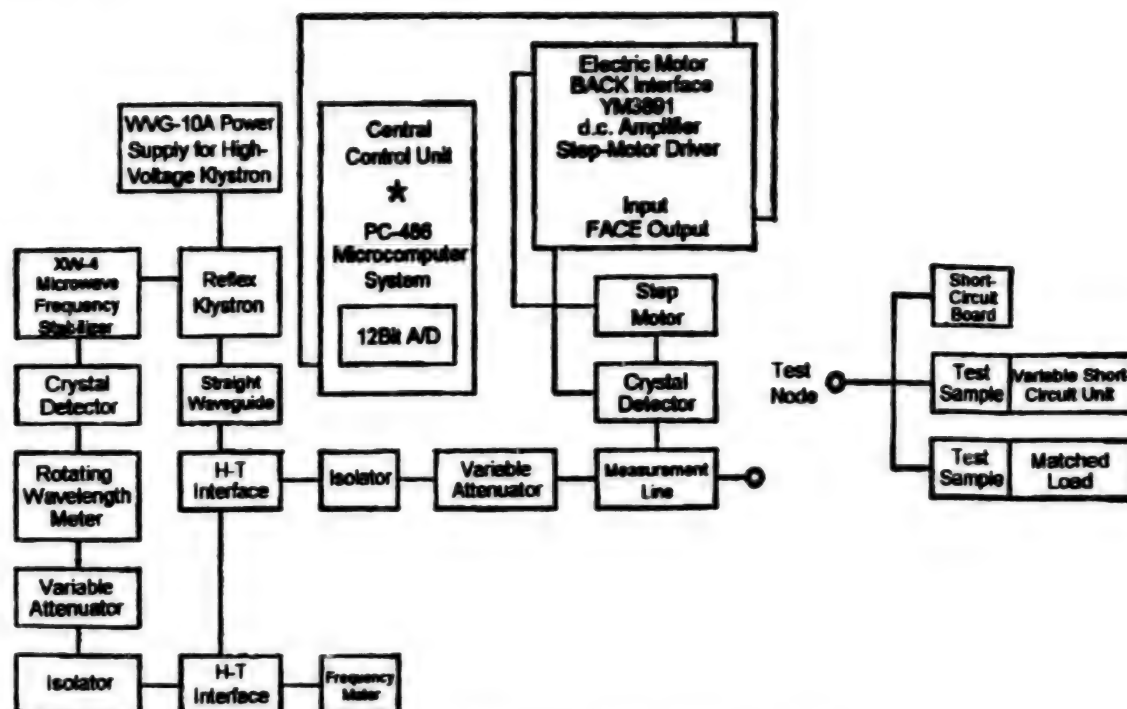 Electric Motor
BACK Interface
YM3891
d.c. Amplifier
Step-Motor Driver
Input
FACE Output
WVG-10A Power
Supply for High-
Voltage Klystron
Central
Control Unit
★
PC-486
Microcomputer
System
12Bit A/D
XW-4
Microwave
Frequency
Stabilizer
Reflex
Klystron
Step
Motor
Short-
Circuit
Board
Crystal
Detector
Straight
Waveguide
Crystal
Detector
Test
Node
Test
Sample
Variable Short-
Circuit Unit
Rotating
Wavelength
Meter
H-T
Interface
Isolator
Variable
Attenuator
Measurement
Line
Test
Sample
Matched
Load
Variable
Attenuator
Isolator
H-T
Interface
Frequency
Meter